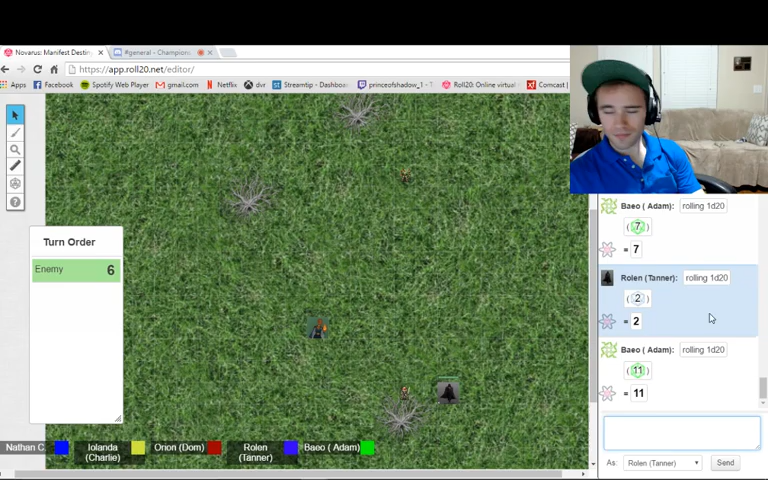 Novarus: Manifest Destin
#general - Champion
https://app.roll20.net/editor/
Apps Facebook Spotify Web Player gmail.com Netflix dvr Streamtip - Dashboa princeofshadow_1 - T Roll20: Online virtual Comcast
Baeo ( Adam): rolling 1d20
(7)
= 7
Turn Order
Enemy 6
Rolen (Tanner): rolling 1d20
(2)
= 2
Baeo ( Adam): rolling 1d20
(11)
= 11
Nathan C. Iolanda (Charlie) Orion (Dom) Rolen (Tanner) Baeo ( Adam)
As: Rolen (Tanner) Send